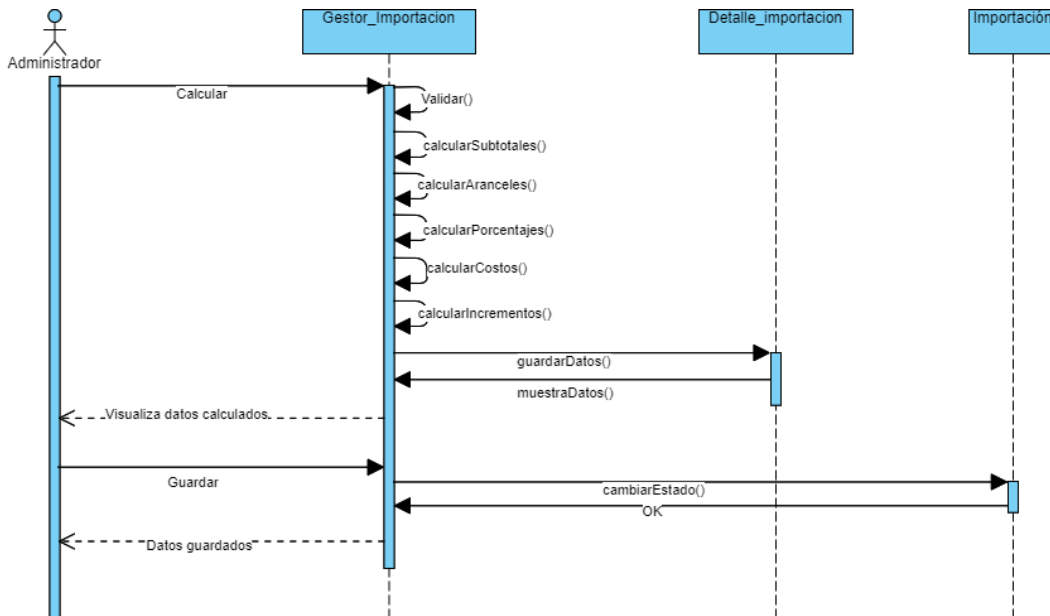 Gestor_Importacion
Detalle_importacion
Importación
Administrador
Calcular
Validar()
calcularSubtotales()
calcularAranceles()
calcularPorcentajes()
calcularCostos()
calcularIncrementos()
guardarDatos()
muestraDatos()
Visualiza datos calculados
Guardar
cambiarEstado()
OK
Datos guardados